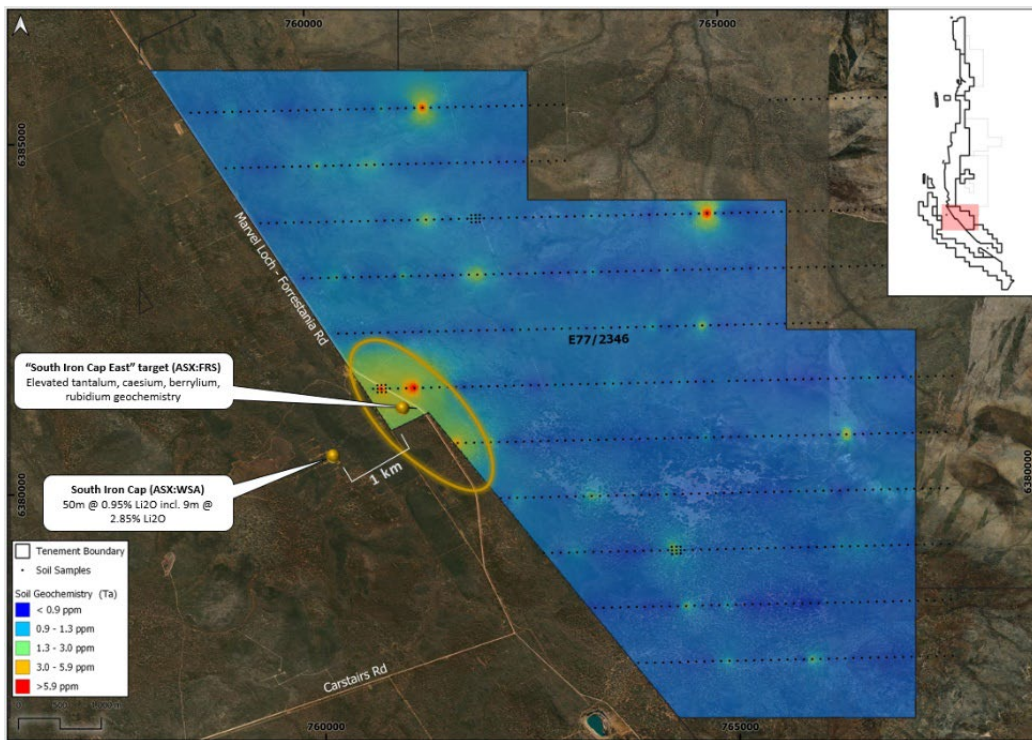 760000
765000
6385000
Marvel Loch - Forrestania Rd
E77/2346
"South Iron Cap East" target (ASX:FRS)
Elevated tantalum, caesium, berrylium,
rubidium geochemistry
1 km
South Iron Cap (ASX:WSA)
50m @ 0.95% Li2O incl. 9m @
2.85% Li2O
6380000
Tenement Boundary
Soil Samples
Soil Geochemistry (Ta)
< 0.9 ppm
0.9 - 1.3 ppm
1.3 - 3.0 ppm
3.0 - 5.9 ppm
>5.9 ppm
Carstairs Rd
760000
765000